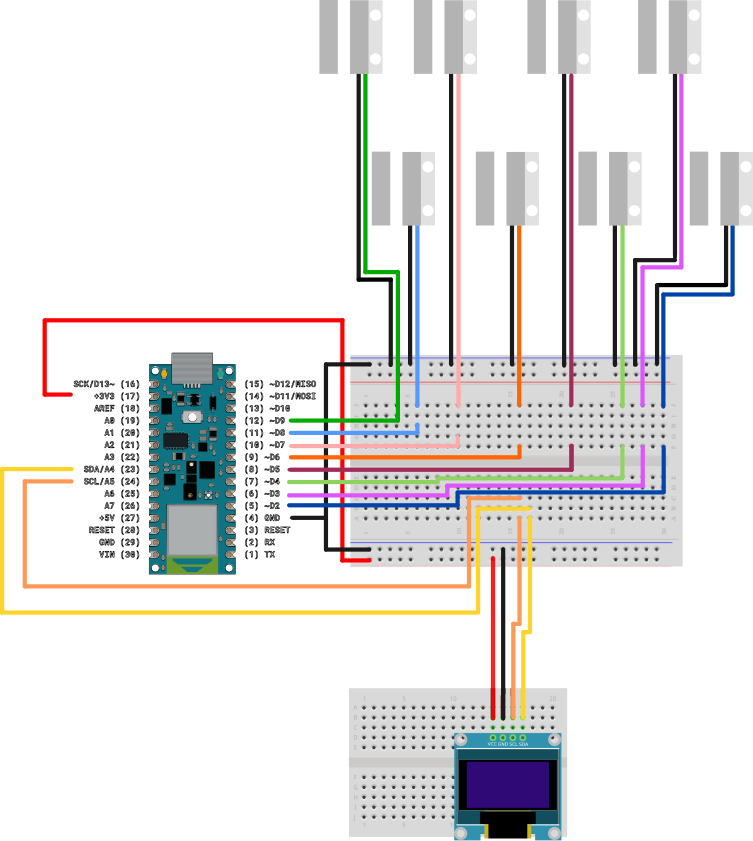 SCK/D13~ (16)
+3V3 (17)
AREF (18)
A0 (19)
A1 (20)
A2 (21)
A3 (22)
SDA/A4 (23)
SCL/A5 (24)
A6 (25)
A7 (26)
+5V (27)
RESET (28)
GND (29)
VIN (30)
(15) ~D12/MISO
(14) ~D11/MOSI
(13) ~D10
(12) ~D9
(11) ~D8
(10) ~D7
(9) ~D6
(8) ~D5
(7) ~D4
(6) ~D3
(5) ~D2
(4) GND
(3) RESET
(2) RX
(1) TX
1 5 10 20
VCC GND SCL SDA